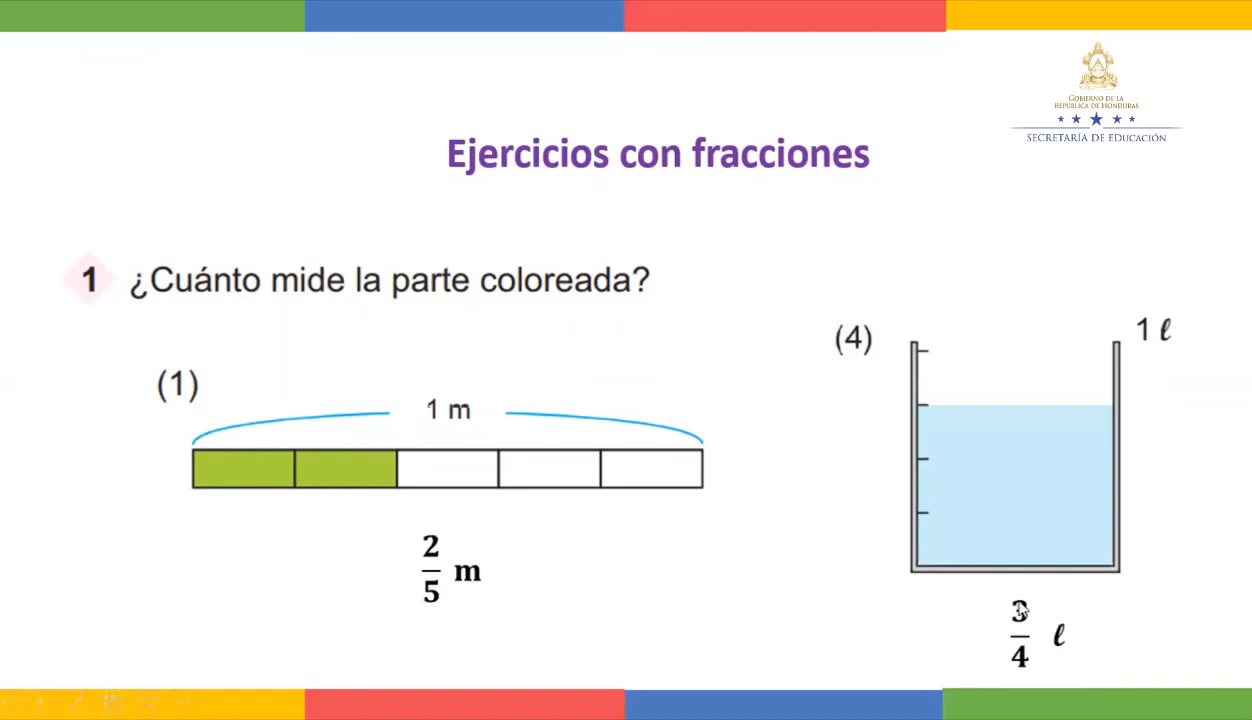 GOBIERNO DE LA
REPÚBLICA DE HONDURAS
SECRETARÍA DE EDUCACIÓN
Ejercicios con fracciones
1 ¿Cuánto mide la parte coloreada?
(1)
1 m
2
5 m
(4)
1 ℓ
3
4 ℓ